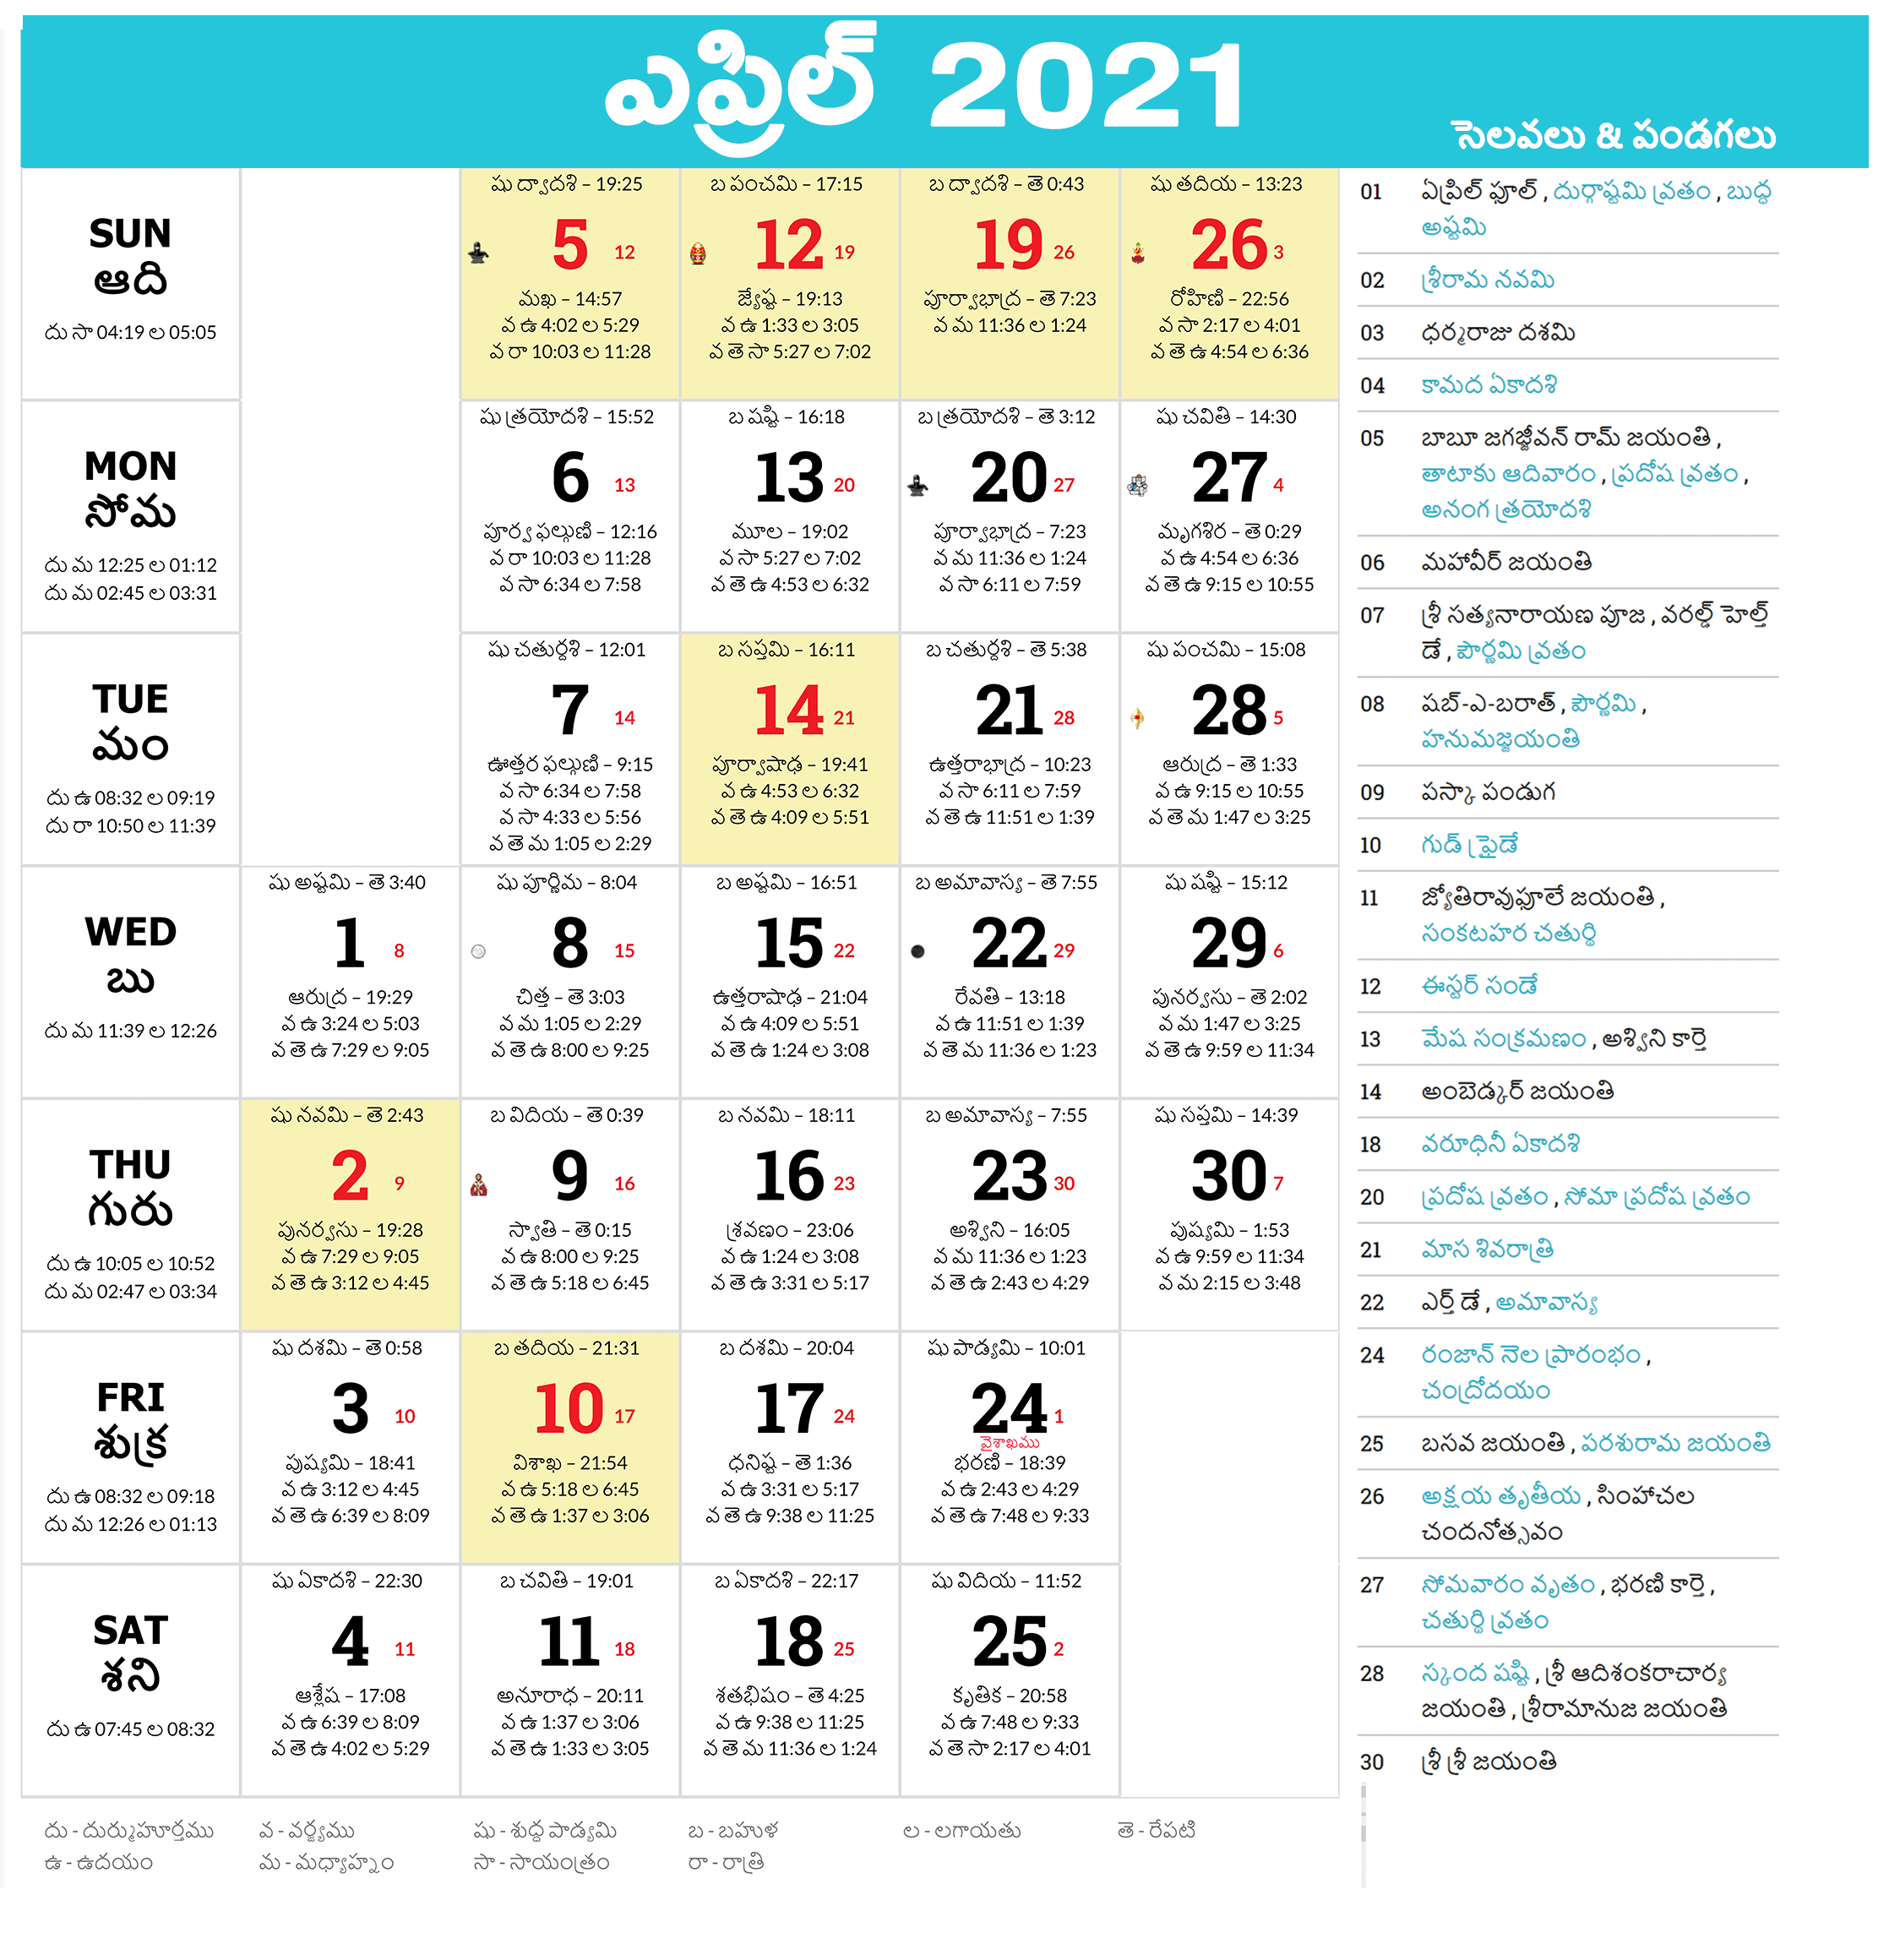 ఎప్రిల్ 2021
సెలవలు & పండగలు
SUN
ఆది
దు సా 04:19 ల 05:05
షు ద్వాదశి – 19:25
5 12
మఖ – 14:57
వ ఉ 4:02 ల 5:29
వ రా 10:03 ల 11:28
బ పంచమి – 17:15
12 19
జ్యేష్ట – 19:13
వ ఉ 1:33 ల 3:05
వ తె సా 5:27 ల 7:02
బ ద్వాదశి – తె 0:43
19 26
పూర్వాభాద్ర – తె 7:23
వ మ 11:36 ల 1:24
షు తదియ – 13:23
26 3
రోహిణి – 22:56
వ సా 2:17 ల 4:01
వ తె ఉ 4:54 ల 6:36
MON
సోమ
దు మ 12:25 ల 01:12
దు మ 02:45 ల 03:31
షు త్రయోదశి – 15:52
6 13
పూర్వ ఫల్గుణి – 12:16
వ రా 10:03 ల 11:28
వ సా 6:34 ల 7:58
బ షష్టి – 16:18
13 20
మూల – 19:02
వ సా 5:27 ల 7:02
వ తె ఉ 4:53 ల 6:32
బ త్రయోదశి – తె 3:12
20 27
పూర్వాభాద్ర – 7:23
వ మ 11:36 ల 1:24
వ సా 6:11 ల 7:59
షు చవితి – 14:30
27 4
మృగశిర – తె 0:29
వ ఉ 4:54 ల 6:36
వ తె ఉ 9:15 ల 10:55
TUE
మం
దు ఉ 08:32 ల 09:19
దు రా 10:50 ల 11:39
షు చతుర్దశి – 12:01
7 14
ఊత్తర ఫల్గుణి – 9:15
వ సా 6:34 ల 7:58
వ సా 4:33 ల 5:56
వ తె మ 1:05 ల 2:29
బ సప్తమి – 16:11
14 21
పూర్వాషాఢ – 19:41
వ ఉ 4:53 ల 6:32
వ తె ఉ 4:09 ల 5:51
బ చతుర్దశి – తె 5:38
21 28
ఉత్తరాభాద్ర – 10:23
వ సా 6:11 ల 7:59
వ తె ఉ 11:51 ల 1:39
షు పంచమి – 15:08
28 5
ఆరుద్ర – తె 1:33
వ ఉ 9:15 ల 10:55
వ తె మ 1:47 ల 3:25
WED
బు
దు మ 11:39 ల 12:26
షు అష్టమి – తె 3:40
1 8
ఆరుద్ర – 19:29
వ ఉ 3:24 ల 5:03
వ తె ఉ 7:29 ల 9:05
షు పూర్ణిమ – 8:04
8 15
చిత్త – తె 3:03
వ మ 1:05 ల 2:29
వ తె ఉ 8:00 ల 9:25
బ అష్టమి – 16:51
15 22
ఉత్తరాషాఢ – 21:04
వ ఉ 4:09 ల 5:51
వ తె ఉ 1:24 ల 3:08
బ అమావాస్య – తె 7:55
22 29
రేవతి – 13:18
వ ఉ 11:51 ల 1:39
వ తె మ 11:36 ల 1:23
షు షష్టి – 15:12
29 6
పునర్వసు – తె 2:02
వ మ 1:47 ల 3:25
వ తె ఉ 9:59 ల 11:34
THU
గురు
దు ఉ 10:05 ల 10:52
దు మ 02:47 ల 03:34
షు నవమి – తె 2:43
2 9
పునర్వసు – 19:28
వ ఉ 7:29 ల 9:05
వ తె ఉ 3:12 ల 4:45
బ విదియ – తె 0:39
9 16
స్వాతి – తె 0:15
వ ఉ 8:00 ల 9:25
వ తె ఉ 5:18 ల 6:45
బ నవమి – 18:11
16 23
శ్రవణం – 23:06
వ ఉ 1:24 ల 3:08
వ తె ఉ 3:31 ల 5:17
బ అమావాస్య – 7:55
23 30
అశ్విని – 16:05
వ మ 11:36 ల 1:23
వ తె ఉ 2:43 ల 4:29
షు సప్తమి – 14:39
30 7
పుష్యమి – 1:53
వ ఉ 9:59 ల 11:34
వ మ 2:15 ల 3:48
FRI
శుక్ర
దు ఉ 08:32 ల 09:18
దు మ 12:26 ల 01:13
షు దశమి – తె 0:58
3 10
పుష్యమి – 18:41
వ ఉ 3:12 ల 4:45
వ తె ఉ 6:39 ల 8:09
బ తదియ – 21:31
10 17
విశాఖ – 21:54
వ ఉ 5:18 ల 6:45
వ తె ఉ 1:37 ల 3:06
బ దశమి – 20:04
17 24
ధనిష్ట – తె 1:36
వ ఉ 3:31 ల 5:17
వ తె ఉ 9:38 ల 11:25
షు పాడ్యమి – 10:01
24 1
వైశాఖము
భరణి – 18:39
వ ఉ 2:43 ల 4:29
వ తె ఉ 7:48 ల 9:33
SAT
శని
దు ఉ 07:45 ల 08:32
షు ఏకాదశి – 22:30
4 11
ఆశ్లేష – 17:08
వ ఉ 6:39 ల 8:09
వ తె ఉ 4:02 ల 5:29
బ చవితి – 19:01
11 18
అనూరాధ – 20:11
వ ఉ 1:37 ల 3:06
వ తె ఉ 1:33 ల 3:05
బ ఏకాదశి – 22:17
18 25
శతభిషం – తె 4:25
వ ఉ 9:38 ల 11:25
వ తె మ 11:36 ల 1:24
షు విదియ – 11:52
25 2
కృతిక – 20:58
వ ఉ 7:48 ల 9:33
వ తె సా 2:17 ల 4:01
01 ఏప్రిల్ ఫూల్ , దుర్గాష్టమి వ్రతం , బుద్ధ
అష్టమి
02 శ్రీరామ నవమి
03 ధర్మరాజు దశమి
04 కామద ఏకాదశి
05 బాబూ జగజ్జీవన్ రామ్ జయంతి ,
తాటాకు ఆదివారం , ప్రదోష వ్రతం ,
అనంగ త్రయోదశి
06 మహావీర్ జయంతి
07 శ్రీ సత్యనారాయణ పూజ , వరల్డ్ హెల్త్
డే , పౌర్ణమి వ్రతం
08 షబ్-ఎ-బరాత్ , పౌర్ణమి ,
హనుమజ్జయంతి
09 పస్కా పండుగ
10 గుడ్ ఫ్రైడే
11 జ్యోతిరావుఫూలే జయంతి ,
సంకటహర చతుర్థి
12 ఈస్టర్ సండే
13 మేష సంక్రమణం , అశ్విని కార్తె
14 అంబెడ్కర్ జయంతి
18 వరూధినీ ఏకాదశి
20 ప్రదోష వ్రతం , సోమా ప్రదోష వ్రతం
21 మాస శివరాత్రి
22 ఎర్త్ డే , అమావాస్య
24 రంజాన్ నెల ప్రారంభం ,
చంద్రోదయం
25 బసవ జయంతి , పరశురామ జయంతి
26 అక్షయ తృతీయ , సింహాచల
చందనోత్సవం
27 సోమవారం వృతం , భరణి కార్తె ,
చతుర్థి వ్రతం
28 స్కంద షష్టి , శ్రీ ఆదిశంకరాచార్య
జయంతి , శ్రీరామానుజ జయంతి
30 శ్రీ శ్రీ జయంతి
దు - దుర్ముహూర్తము వ - వర్జ్యము షు - శుద్ధ పాడ్యమి బ - బహుళ ల - లగాయతు తె - రేపటి
ఉ - ఉదయం మ - మధ్యాహ్నం సా - సాయంత్రం రా - రాత్రి